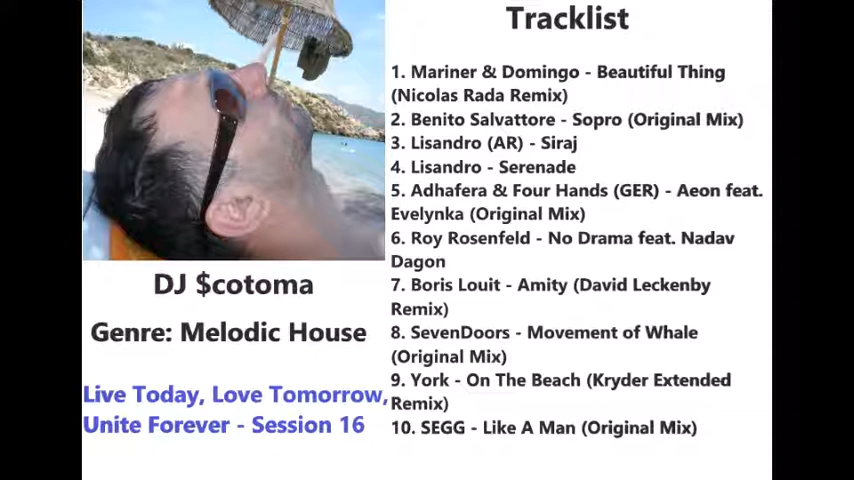 Tracklist
1. Mariner & Domingo - Beautiful Thing
(Nicolas Rada Remix)
2. Benito Salvattore - Sopro (Original Mix)
3. Lisandro (AR) - Siraj
4. Lisandro - Serenade
5. Adhafera & Four Hands (GER) - Aeon feat.
Evelynka (Original Mix)
6. Roy Rosenfeld - No Drama feat. Nadav
Dagon
7. Boris Louit - Amity (David Leckenby
Remix)
8. SevenDoors - Movement of Whale
(Original Mix)
9. York - On The Beach (Kryder Extended
Remix)
10. SEGG - Like A Man (Original Mix)
DJ $cotoma
Genre: Melodic House
Live Today, Love Tomorrow,
Unite Forever - Session 16